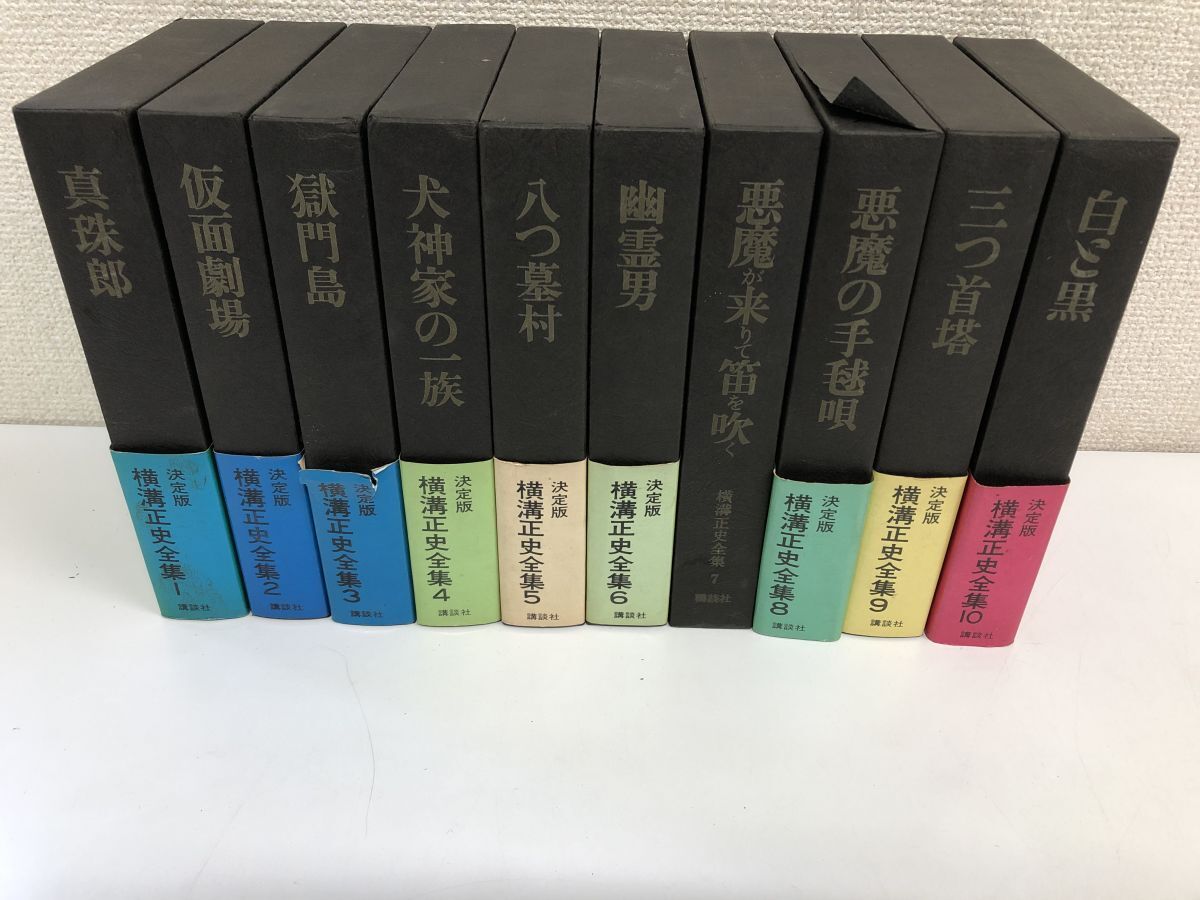 真珠郎
決定版
横溝正史全集1
講談社
仮面劇場
決定版
横溝正史全集2
講談社
獄門島
決定版
横溝正史全集3
講談社
犬神家の一族
決定版
横溝正史全集4
講談社
八つ墓村
決定版
横溝正史全集5
講談社
幽霊男
決定版
横溝正史全集6
講談社
悪魔が来りて笛を吹く
横溝正史全集 7
講談社
悪魔の手毬唄
決定版
横溝正史全集8
講談社
三つ首塔
決定版
横溝正史全集9
講談社
白と黒
決定版
横溝正史全集10
講談社